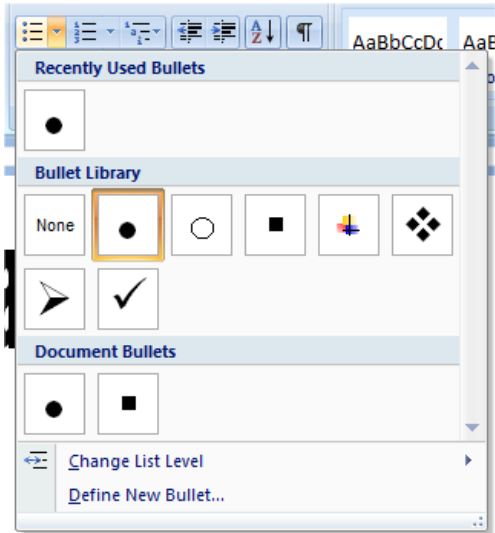 AaBbCcDc AaB
Recently Used Bullets
Bullet Library
None
Document Bullets
Change List Level
Define New Bullet...